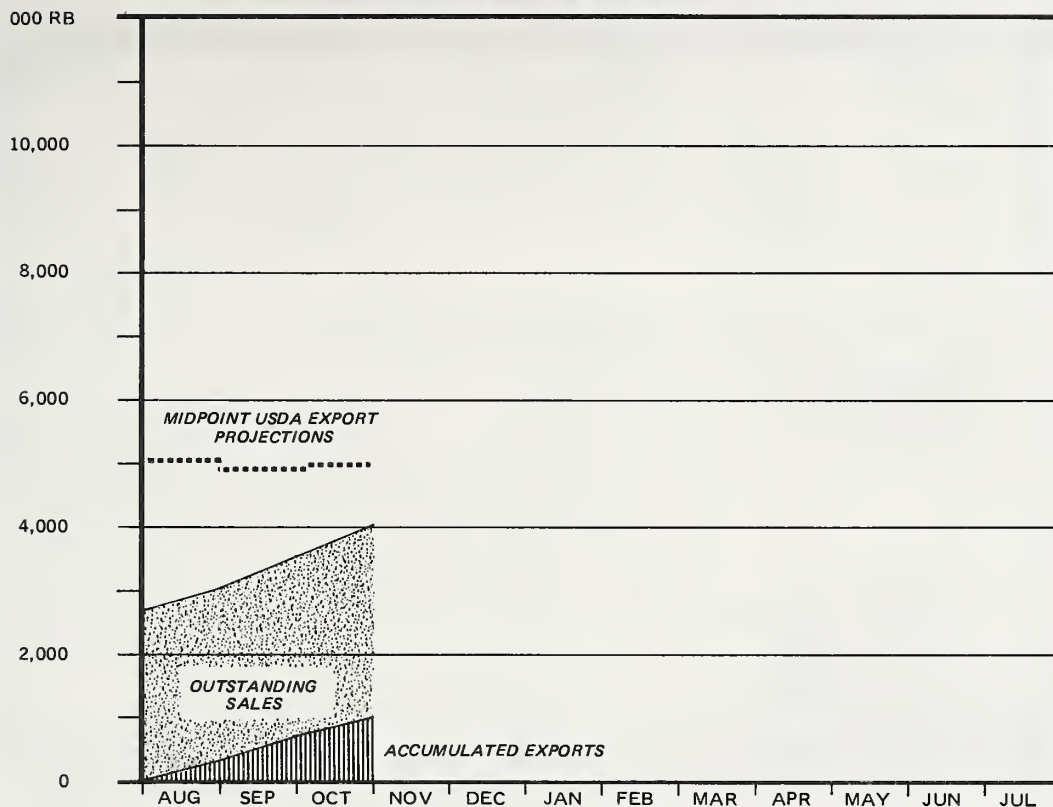 000 RB
10,000
8,000
6,000
MIDPOINT USDA EXPORT
PROJECTIONS
4,000
2,000
OUTSTANDING
SALES
ACCUMULATED EXPORTS
0
AUG SEP OCT NOV DEC JAN FEB MAR APR MAY JUN JUL